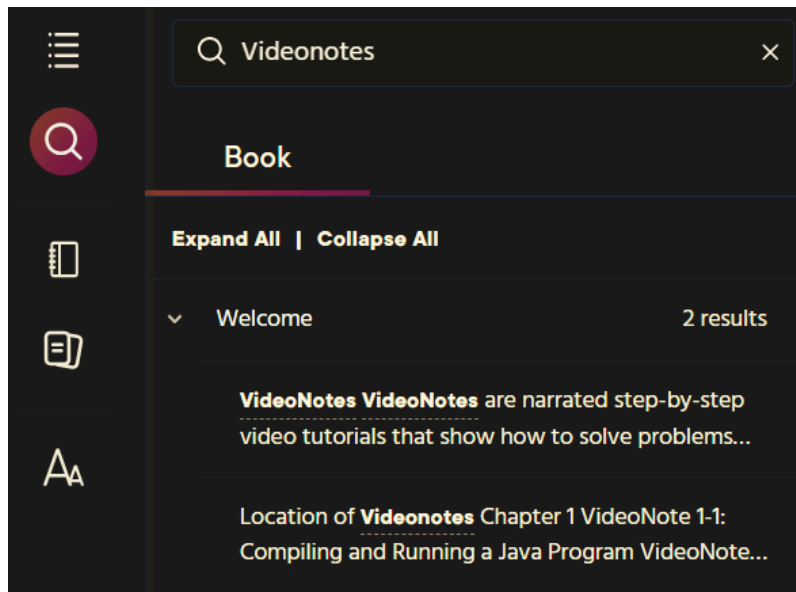 Videonotes
Book
Expand All | Collapse All
Welcome 2 results
VideoNotes VideoNotes are narrated step-by-step
video tutorials that show how to solve problems...
Location of Videonotes Chapter 1 VideoNote 1-1:
Compiling and Running a Java Program VideoNote...